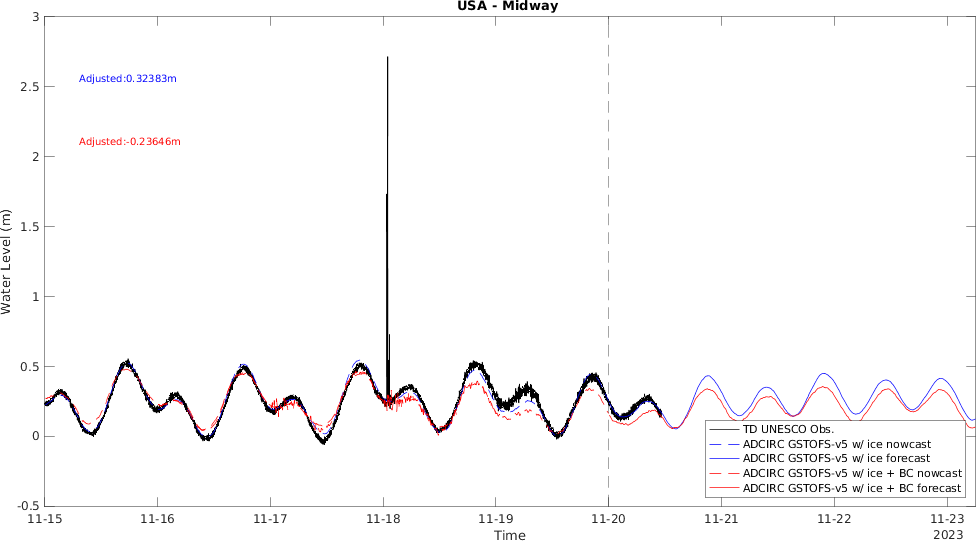 USA - Midway
3
2.5
2
1.5
1
0.5
0
-0.5
Water Level (m)
Adjusted:0.32383m
Adjusted:-0.23646m
TD UNESCO Obs.
ADCIRC GSTOFS-v5 w/ ice nowcast
ADCIRC GSTOFS-v5 w/ ice forecast
ADCIRC GSTOFS-v5 w/ ice + BC nowcast
ADCIRC GSTOFS-v5 w/ ice + BC forecast
11-15 11-16 11-17 11-18 11-19 11-20 11-21 11-22 11-23
Time 2023